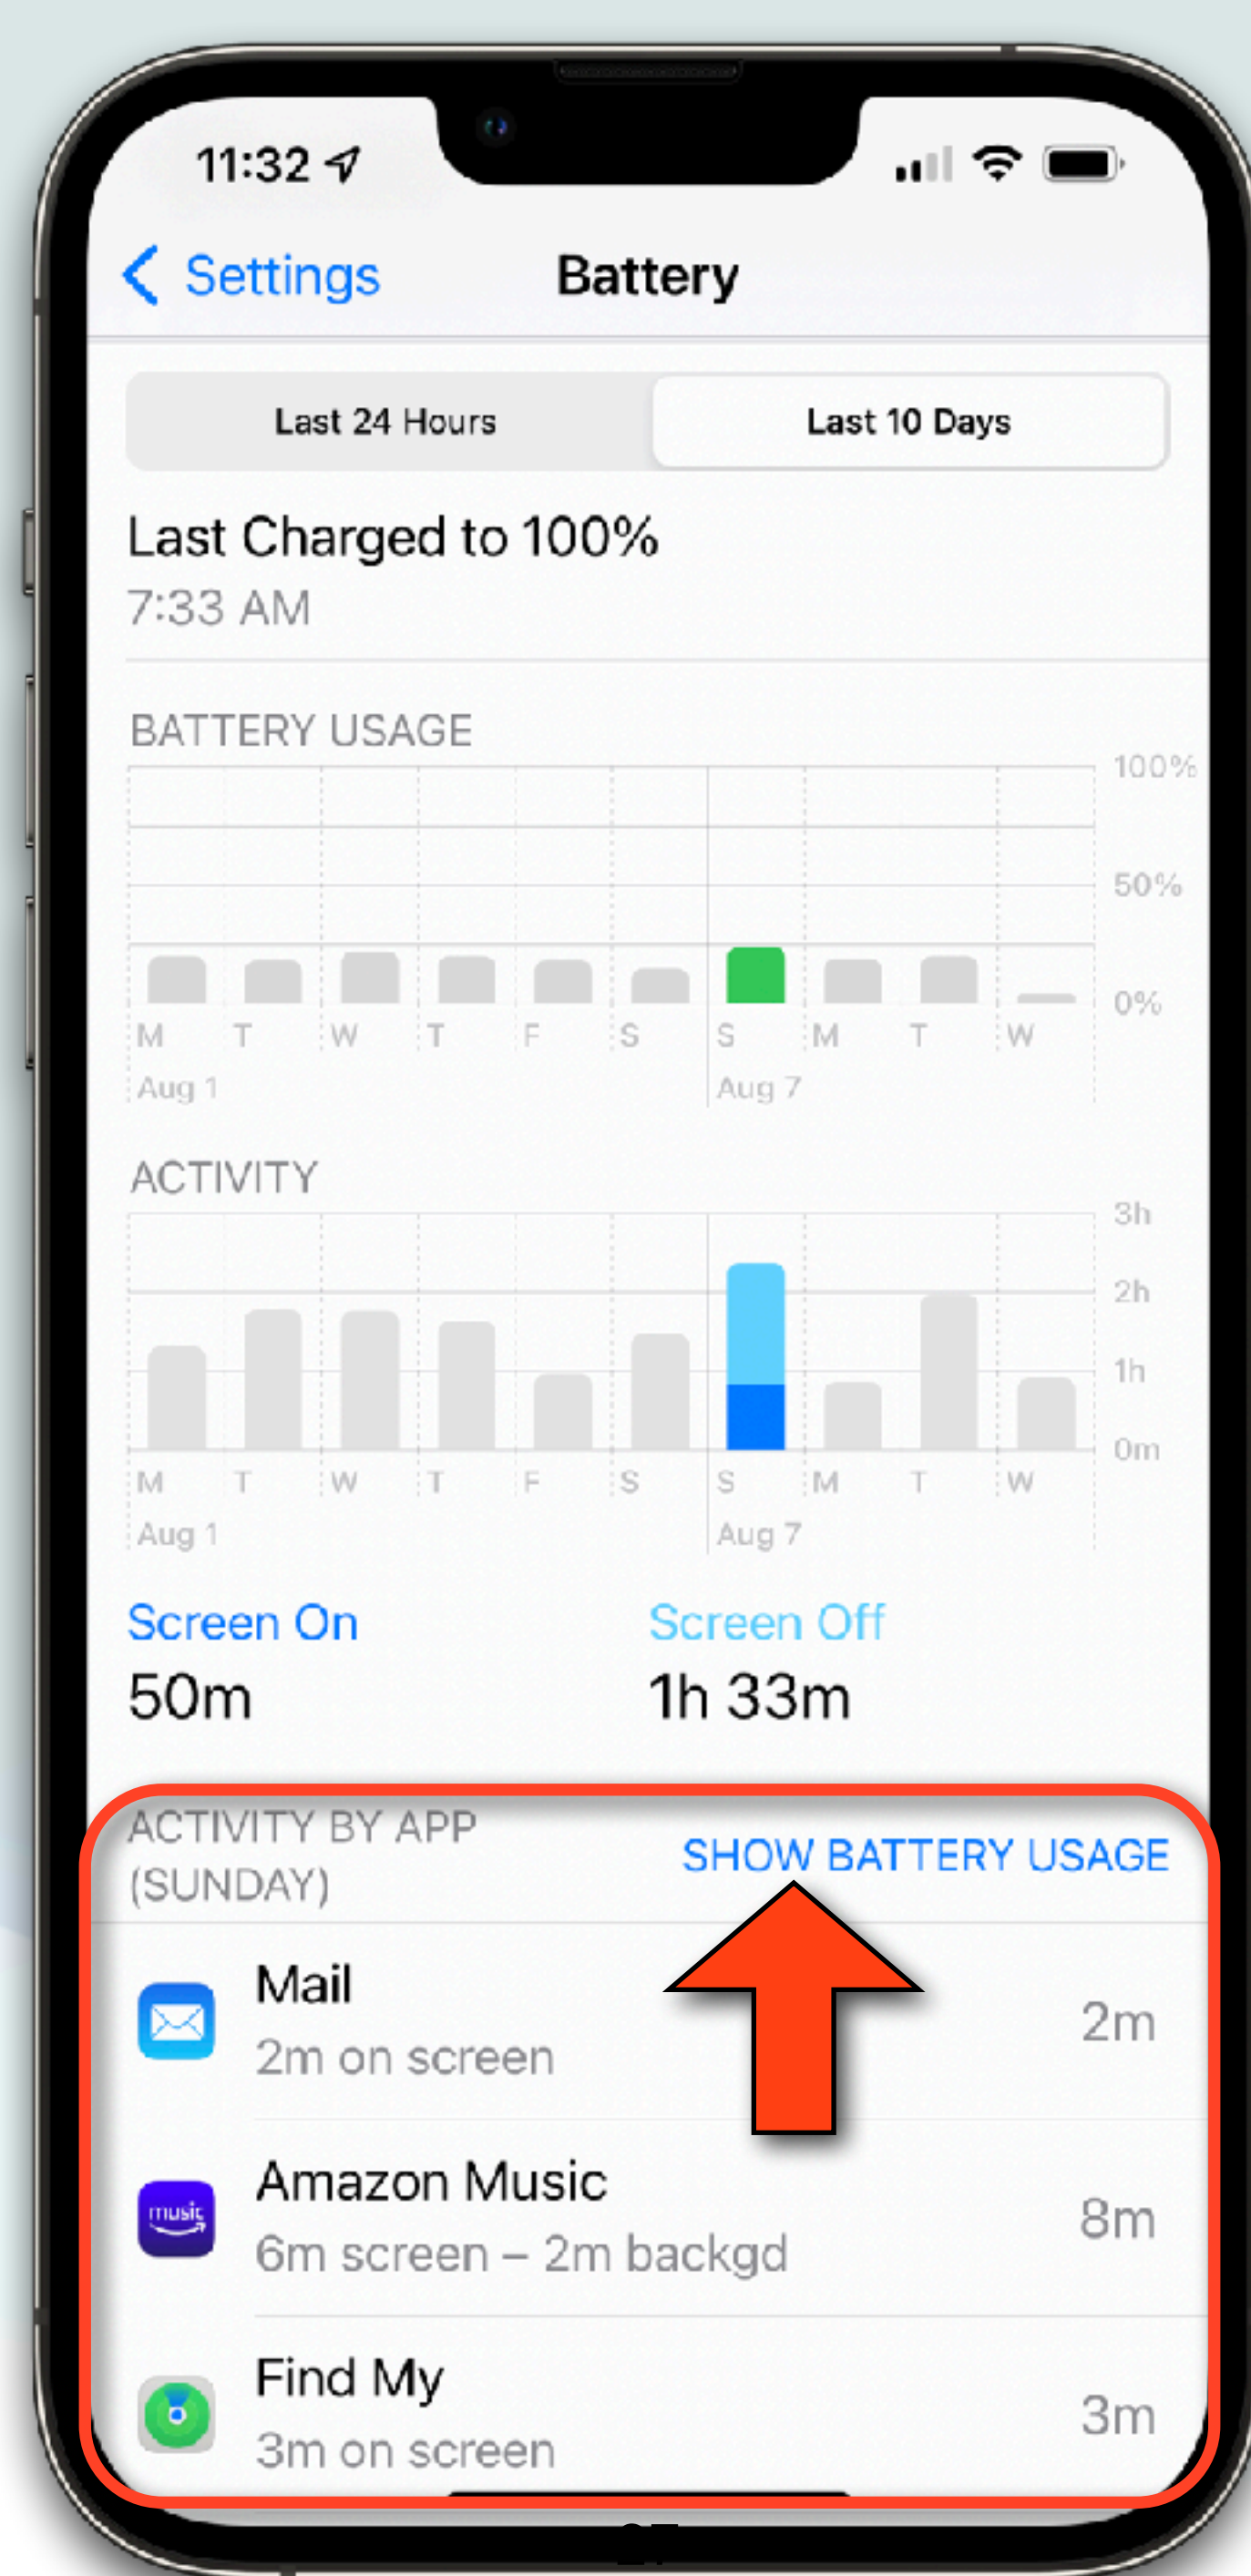 11:32
Settings
Battery
Last 24 Hours
Last 10 Days
Last Charged to 100%
7:33 AM
BATTERY USAGE
100%
50%
0%
M T W T F S S M T W
Aug 1 Aug 7
ACTIVITY
3h
2h
1h
0m
M T W T F S S M T W
Aug 1 Aug 7
Screen On Screen Off
50m 1h 33m
ACTIVITY BY APP
(SUNDAY)
SHOW BATTERY USAGE
Mail
2m on screen
2m
music
Amazon Music
6m screen – 2m backgd
8m
Find My
3m on screen
3m